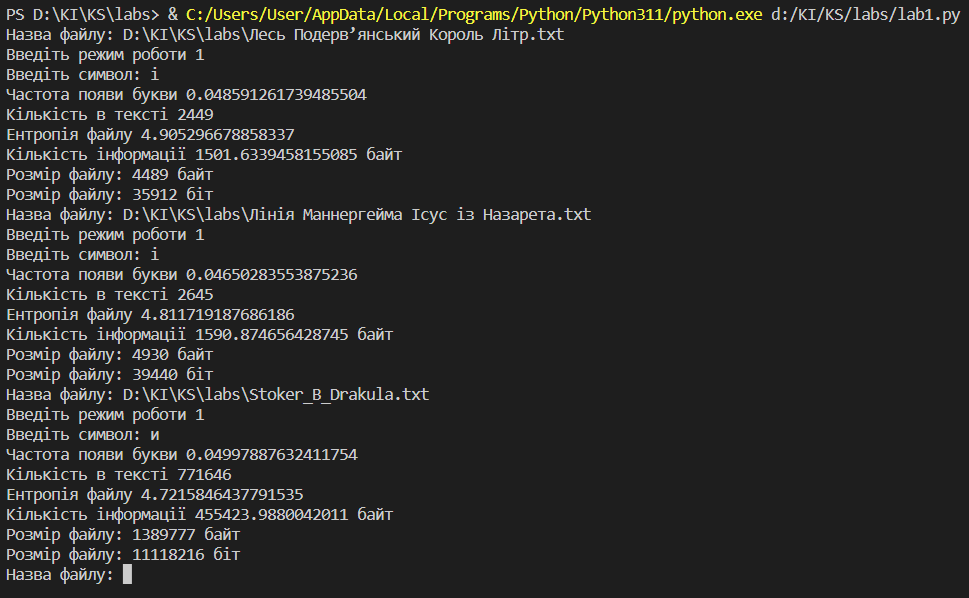 PS D:\KI\KS\labs> & C:/Users/User/AppData/Local/Programs/Python/Python311/python.exe d:/KI/KS/labs/lab1.py
Назва файлу: D:\KI\KS\labs\Лесь Подерв’янський Король Літр.txt
Введіть режим роботи 1
Введіть символ: і
Частота появи букви 0.048591261739485504
Кількість в тексті 2449
Ентропія файлу 4.905296678858337
Кількість інформації 1501.6339458155085 байт
Розмір файлу: 4489 байт
Розмір файлу: 35912 біт
Назва файлу: D:\KI\KS\labs\Лінія Маннергейма Ісус із Назарета.txt
Введіть режим роботи 1
Введіть символ: і
Частота появи букви 0.04650283553875236
Кількість в тексті 2645
Ентропія файлу 4.811719187686186
Кількість інформації 1590.874656428745 байт
Розмір файлу: 4930 байт
Розмір файлу: 39440 біт
Назва файлу: D:\KI\KS\labs\Stoker_B_Drakula.txt
Введіть режим роботи 1
Введіть символ: и
Частота появи букви 0.04997887632411754
Кількість в тексті 771646
Ентропія файлу 4.7215846437791535
Кількість інформації 455423.9880042011 байт
Розмір файлу: 1389777 байт
Розмір файлу: 11118216 біт
Назва файлу: